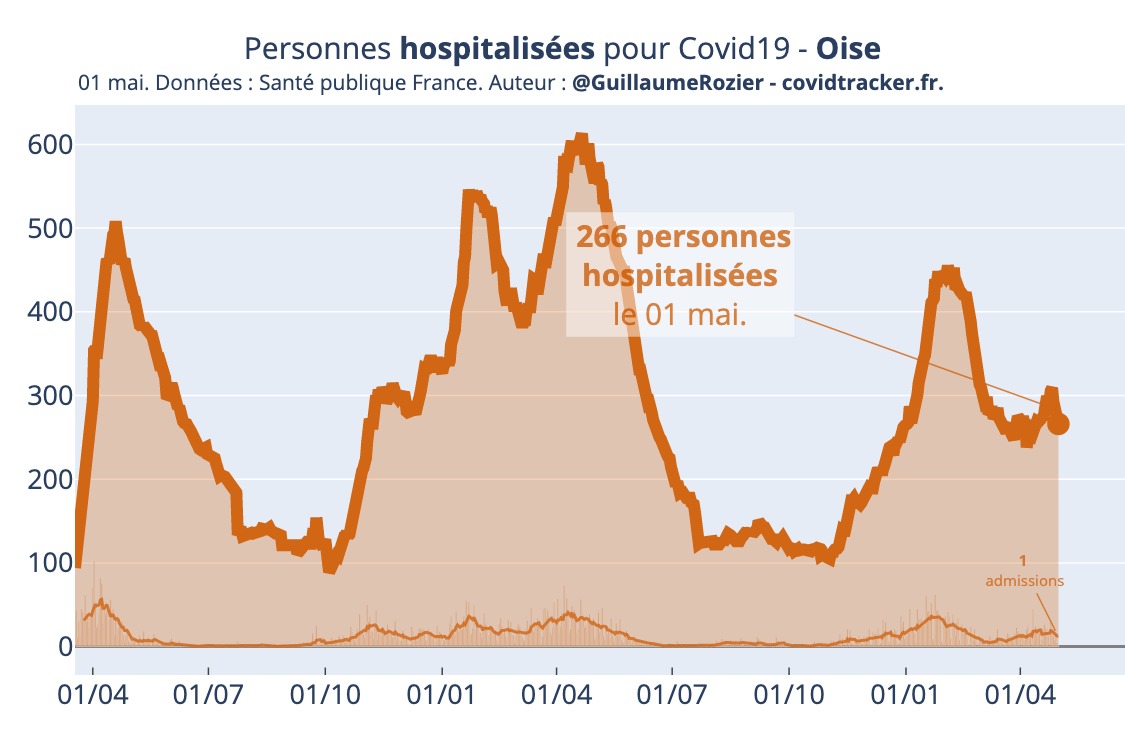 Personnes hospitalisées pour Covid19 - Oise
01 mai. Données : Santé publique France. Auteur : @GuillaumeRozier - covidtracker.fr.
600
500
400
300
200
100
0
266 personnes
hospitalisées
le 01 mai.
1
admissions
01/04 01/07 01/10 01/01 01/04 01/07 01/10 01/01 01/04